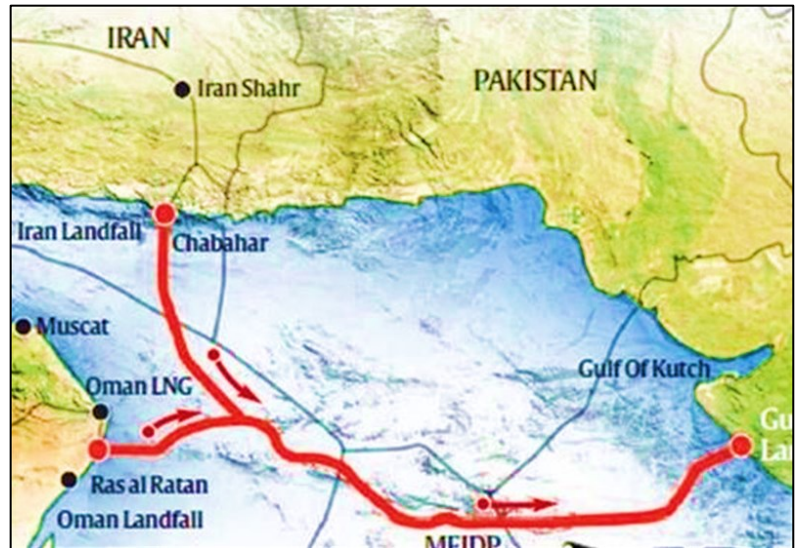 IRAN
Iran Shahr
PAKISTAN
Iran Landfall
Chabahar
Muscat
Gulf Of Kutch
Oman LNG
Ras al Ratan
Oman Landfall